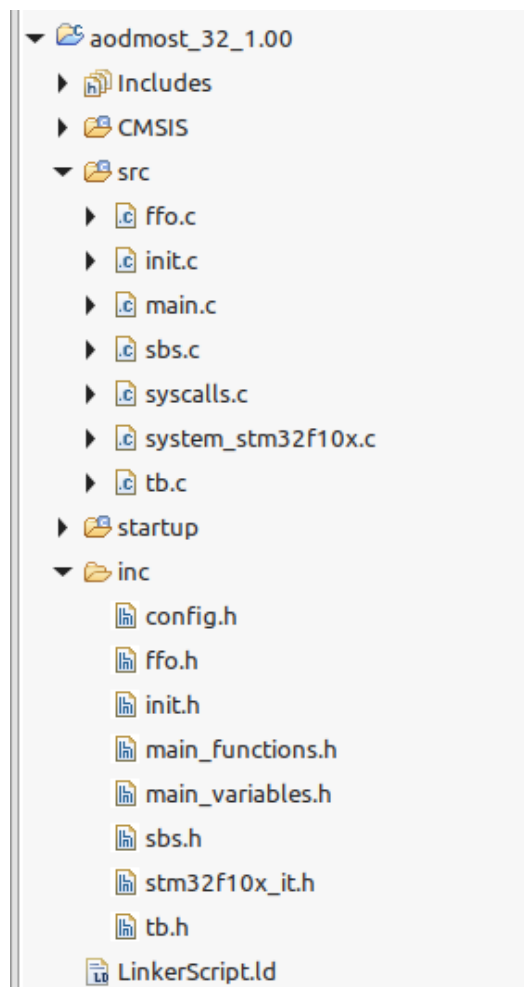 aodmost_32_1.00
Includes
CMSIS
src
ffo.c
init.c
main.c
sbs.c
syscalls.c
system_stm32f10x.c
tb.c
startup
inc
config.h
ffo.h
init.h
main_functions.h
main_variables.h
sbs.h
stm32f10x_it.h
tb.h
LinkerScript.ld